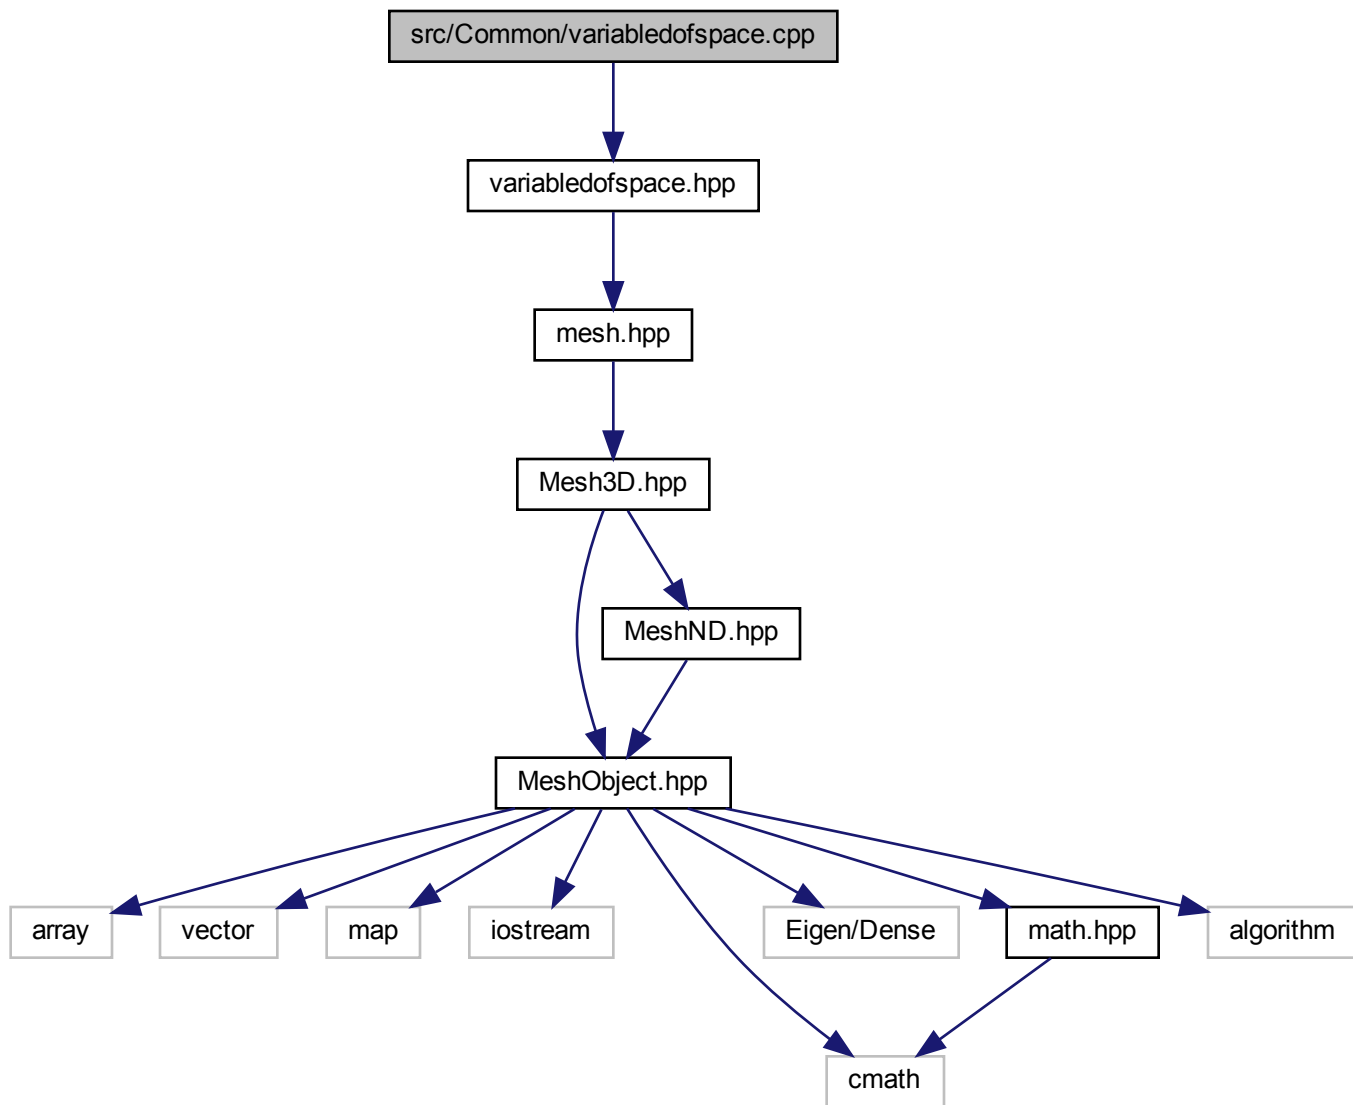 src/Common/variabledofspace.cpp
variabledofspace.hpp
mesh.hpp
Mesh3D.hpp
MeshND.hpp
MeshObject.hpp
array
vector
map
iostream
Eigen/Dense
math.hpp
algorithm
cmath